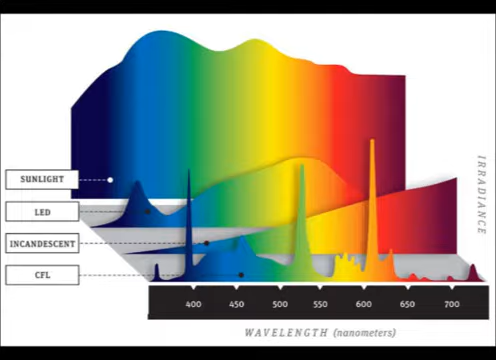 SUNLIGHT
LED
INCANDESCENT
CFL
IRRADIANCE
400 450 500 550 600 650 700
WAVELENGTH (nanometers)